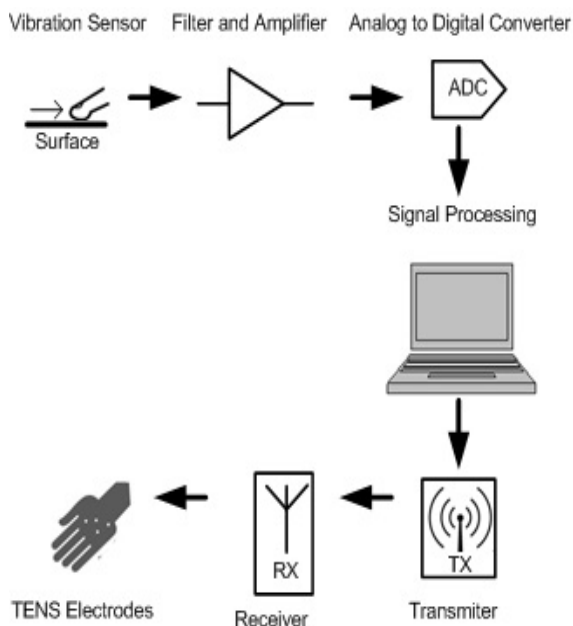 Vibration Sensor
Filter and Amplifier
Analog to Digital Converter
ADC
Surface
Signal Processing
TX
RX
TENS Electrodes
Receiver
Transmiter